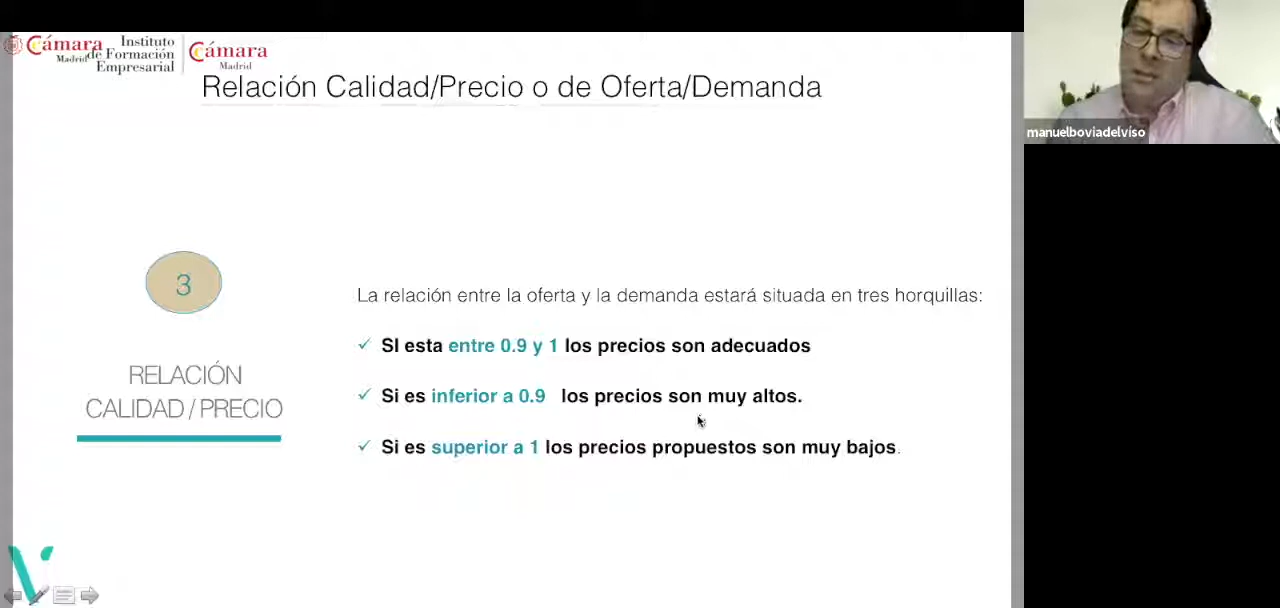 Cámara
Madrid
Instituto
de Formación
Empresarial
Cámara
Madrid
Relación Calidad/Precio o de Oferta/Demanda
manuelboviadelviso
3
RELACIÓN
CALIDAD / PRECIO
La relación entre la oferta y la demanda estará situada en tres horquillas:
✓ SI esta entre 0.9 y 1 los precios son adecuados
✓ Si es inferior a 0.9 los precios son muy altos.
✓ Si es superior a 1 los precios propuestos son muy bajos.